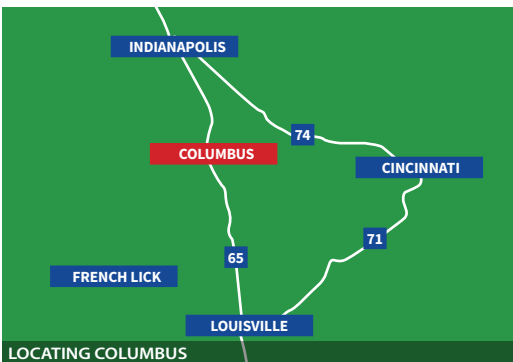 INDIANAPOLIS
74
COLUMBUS
CINCINNATI
71
65
FRENCH LICK
LOUISVILLE
LOCATING COLUMBUS